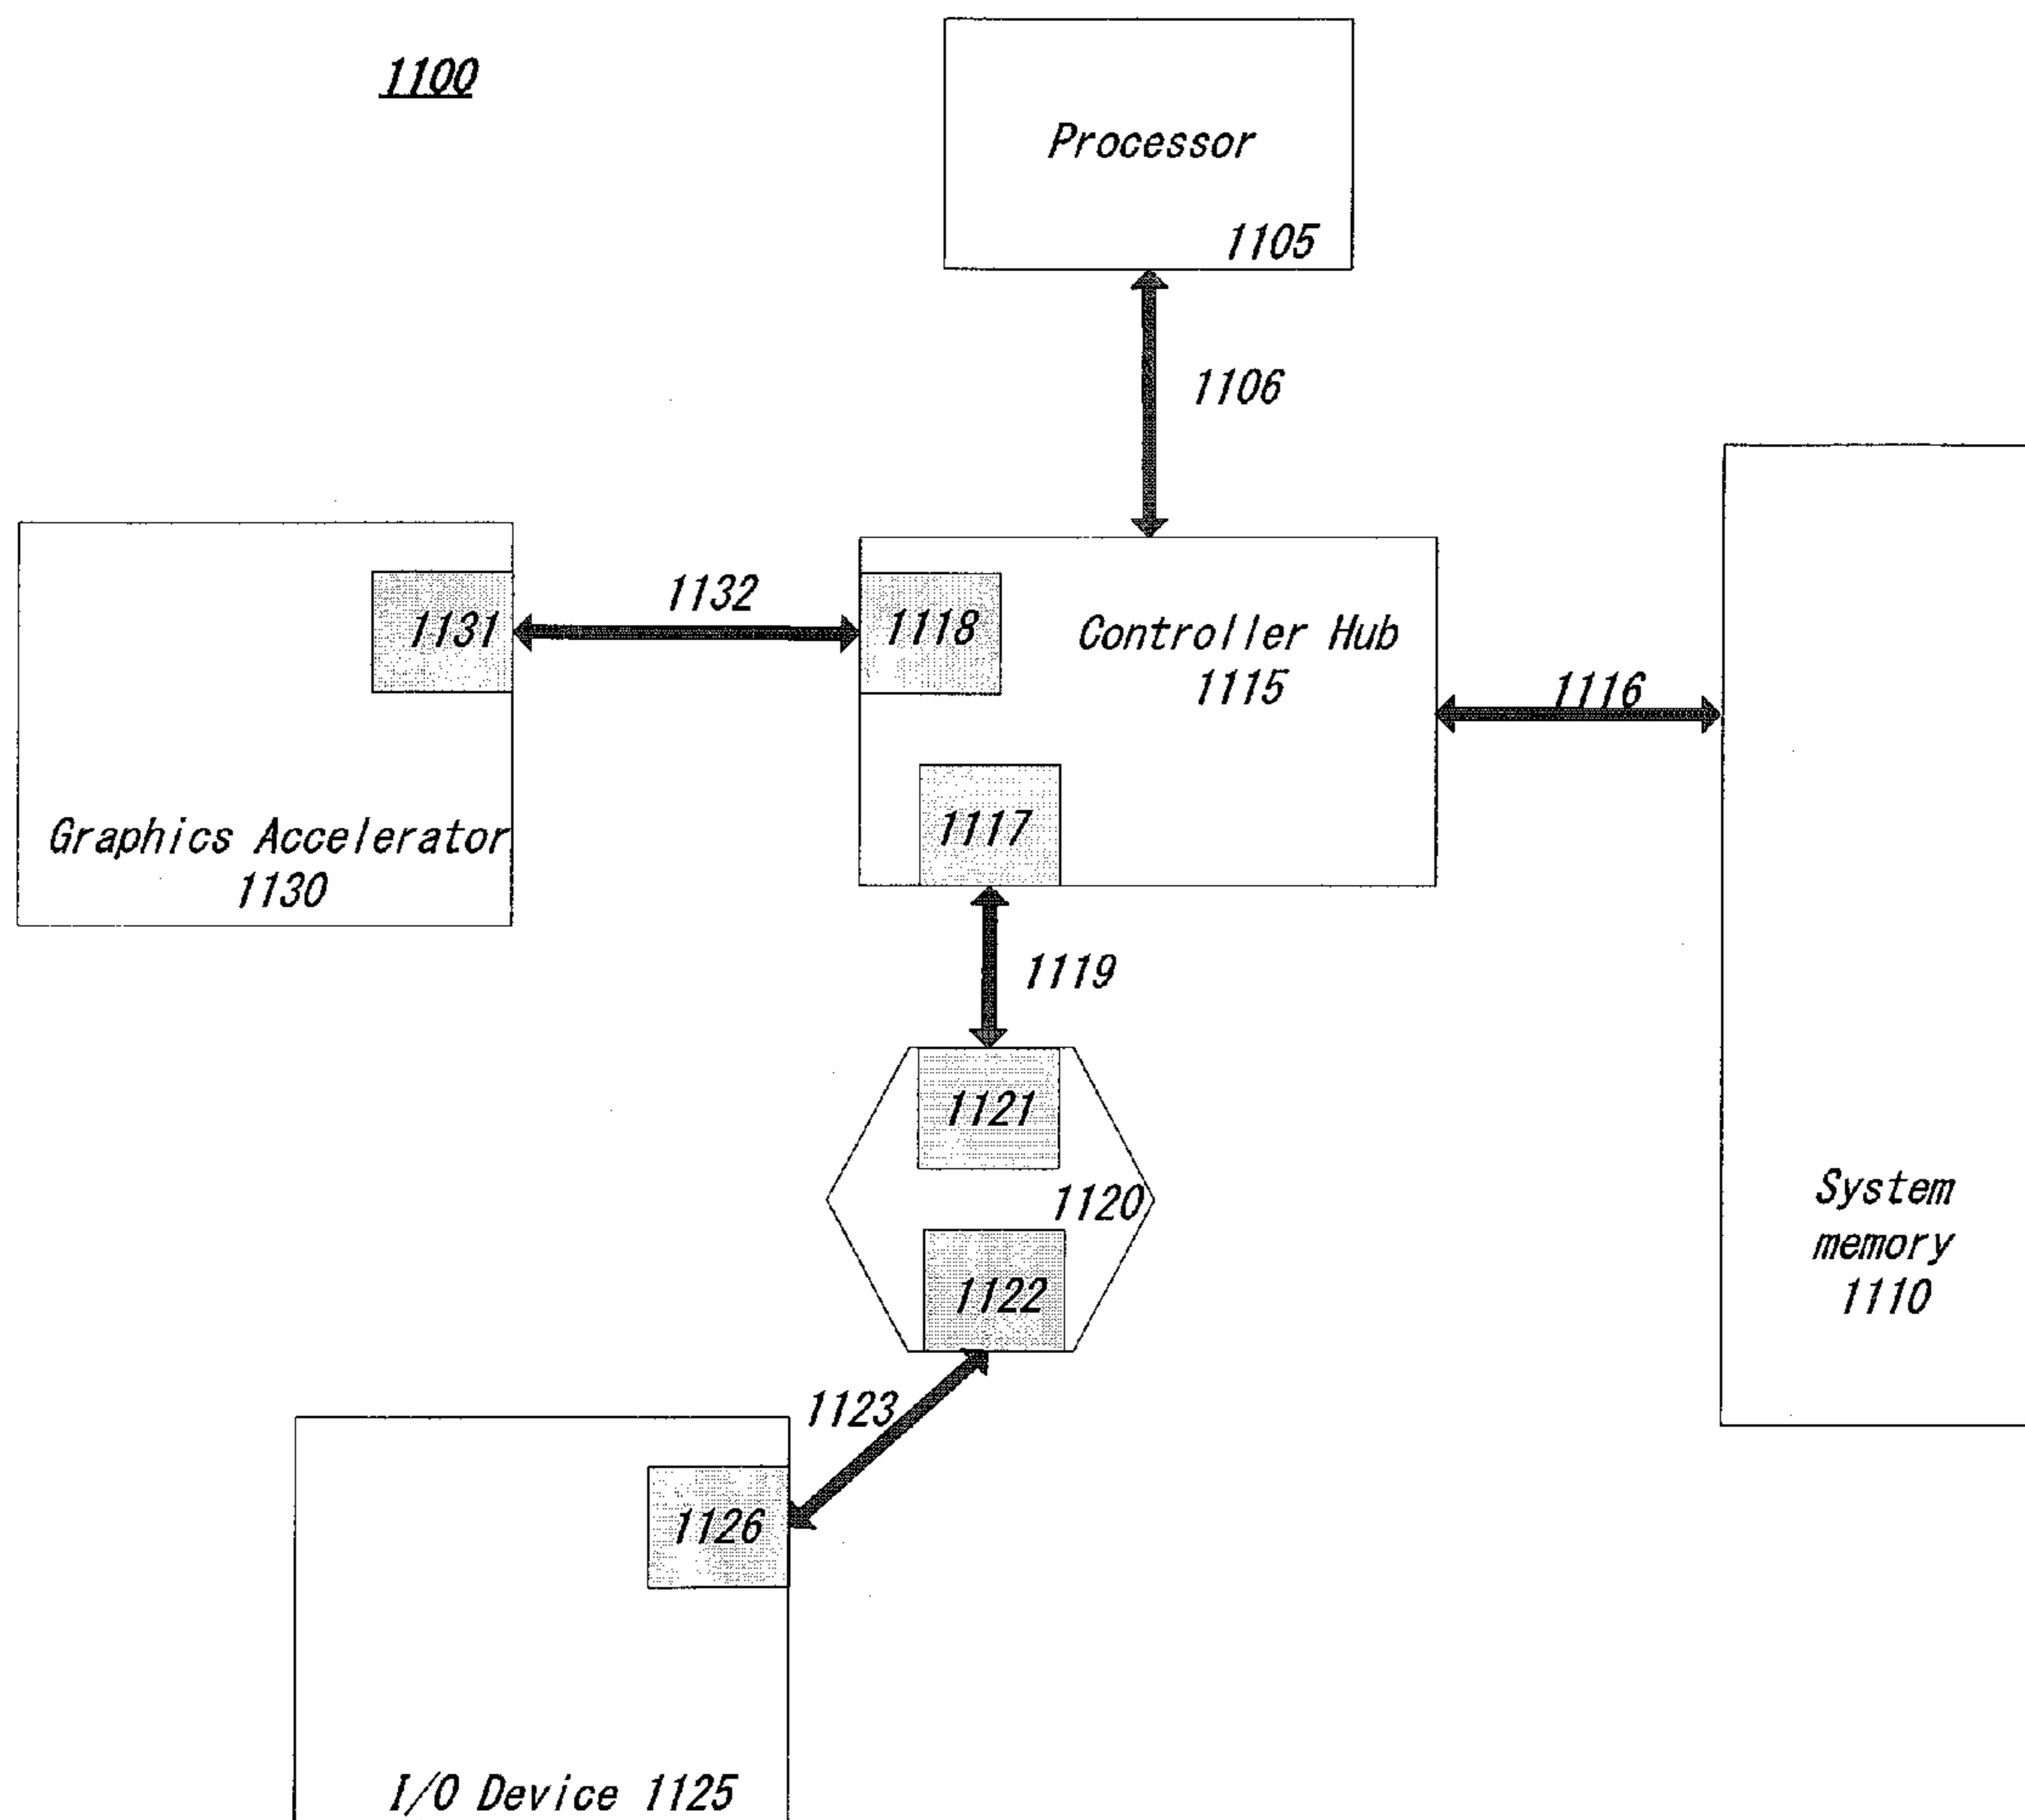 1100
Processor
1105
1106
1132
1131
1118
Controller Hub
1115
1116
1117
Graphics Accelerator
1130
1119
1121
1120
1122
System
memory
1110
1123
1126
I/O Device 1125